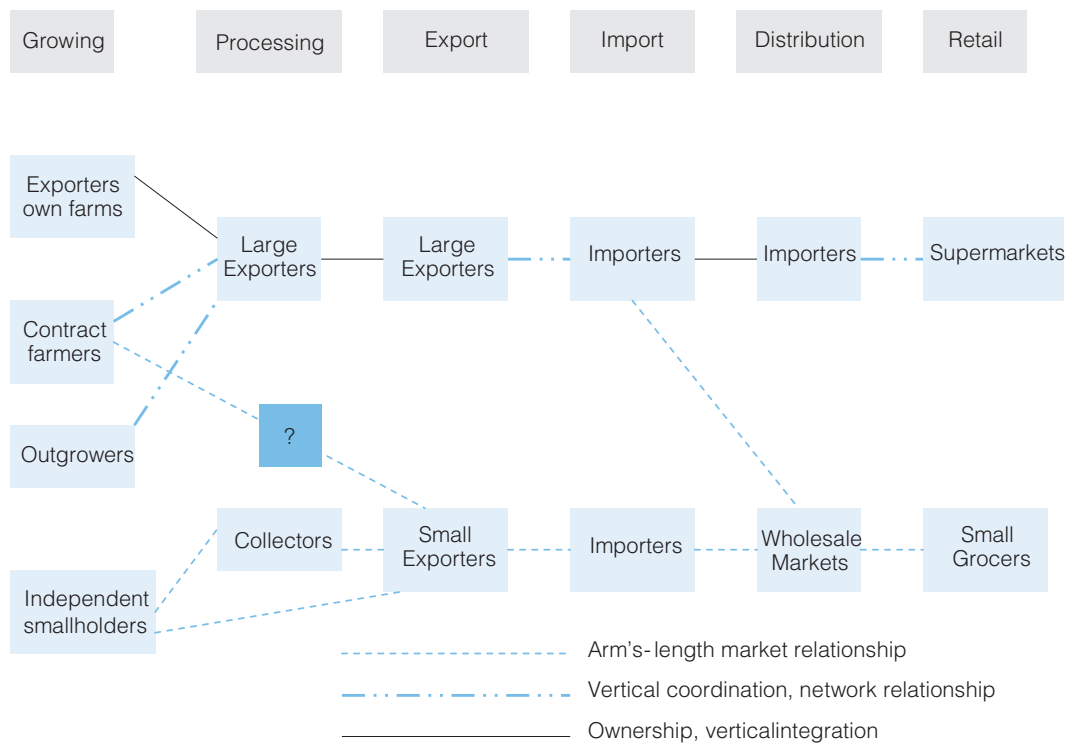 Growing
Processing
Export
Import
Distribution
Retail
Exporters
own farms
Large
Exporters
Large
Exporters
Importers
Importers
Supermarkets
Contract
farmers
?
Outgrowers
Collectors
Small
Exporters
Importers
Wholesale
Markets
Small
Grocers
Independent
smallholders
Arm's-length market relationship
Vertical coordination, network relationship
Ownership, verticalintegration